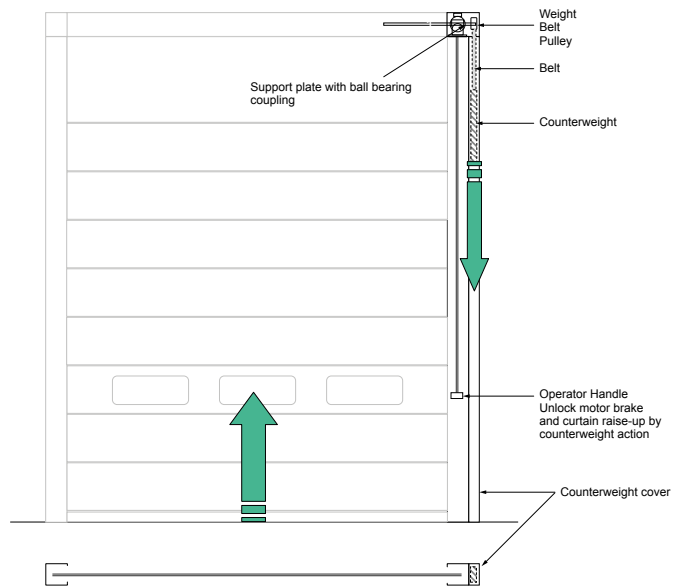 Weight
Belt
Pulley
Support plate with ball bearing
coupling
Belt
Counterweight
Operator Handle
Unlock motor brake
and curtain raise-up by
counterweight action
Counterweight cover